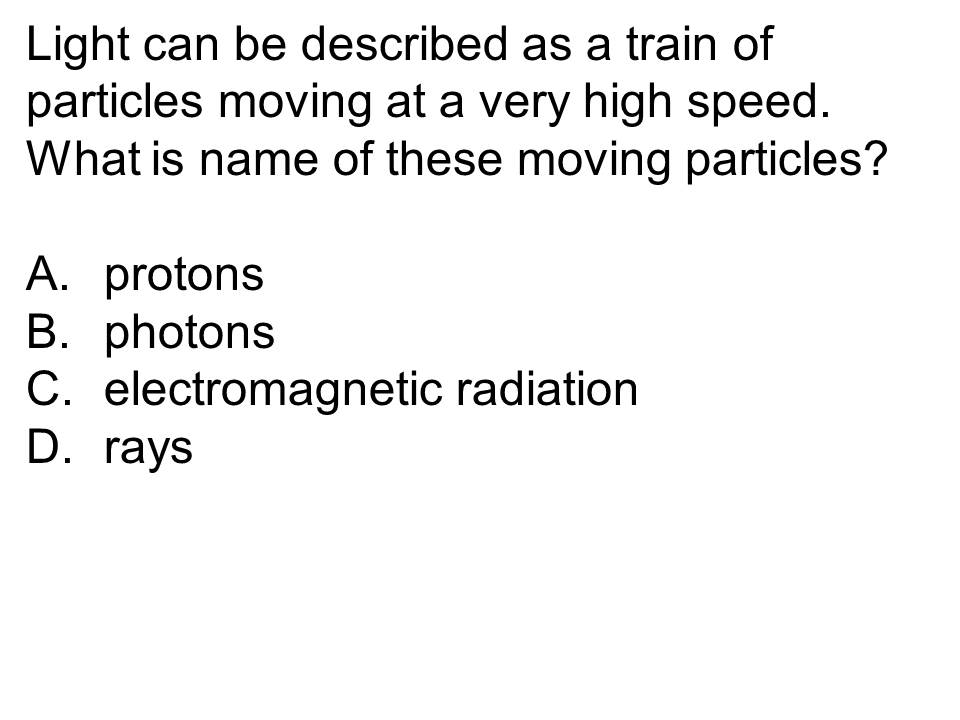 Light can be described as a train of
particles moving at a very high speed.
What is name of these moving particles?
A. protons
B. photons
C. electromagnetic radiation
D. rays